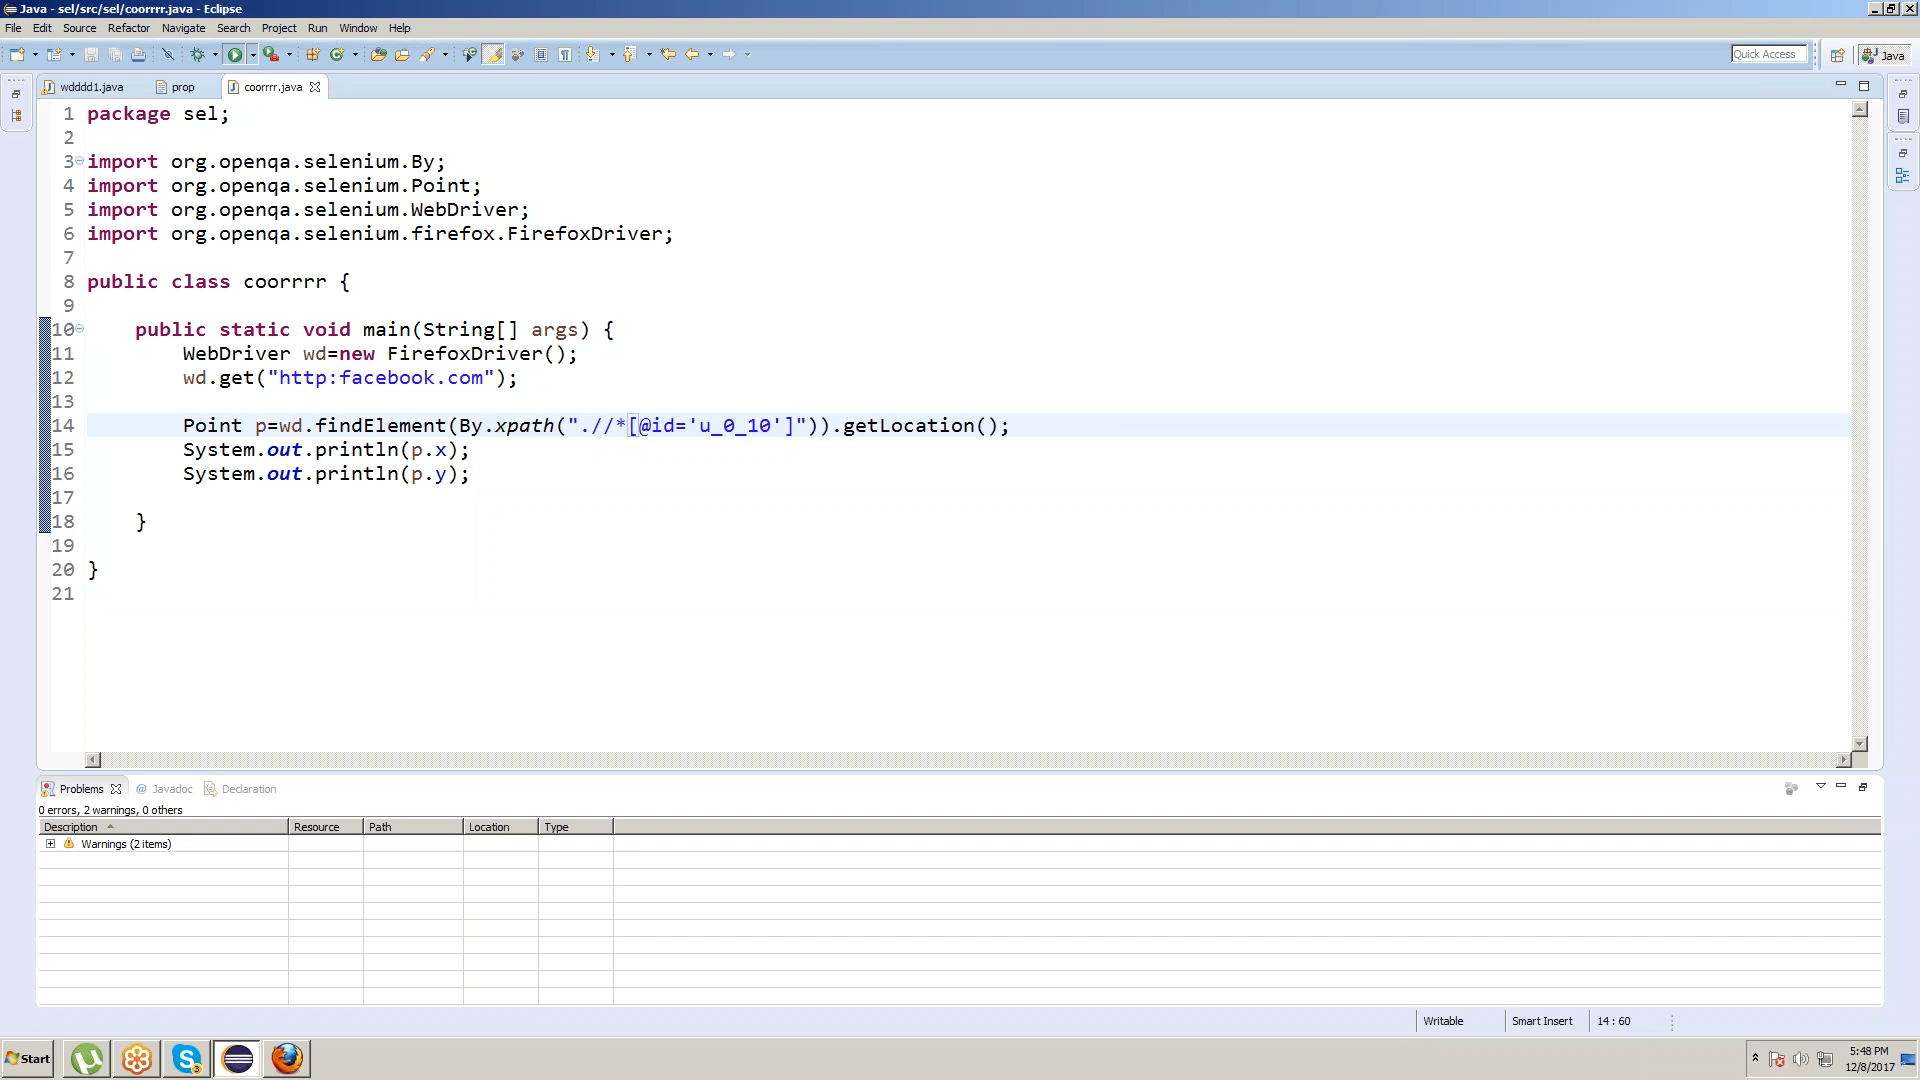 Java - sel/src/sel/coorrrr.java - Eclipse
File Edit Source Refactor Navigate Search Project Run Window Help
Quick Access
Java
wdddd1.java prop coorrrr.java
1 package sel;
2
3 import org.openqa.selenium.By;
4 import org.openqa.selenium.Point;
5 import org.openqa.selenium.WebDriver;
6 import org.openqa.selenium.firefox.FirefoxDriver;
7
8 public class coorrrr {
9
10 public static void main(String[] args) {
11 WebDriver wd=new FirefoxDriver();
12 wd.get("http:facebook.com");
13
14 Point p=wd.findElement(By.xpath(".//*[@id='u_0_10']")).getLocation();
15 System.out.println(p.x);
16 System.out.println(p.y);
17
18 }
19
20 }
21
Problems @ Javadoc Declaration
0 errors, 2 warnings, 0 others
Description Resource Path Location Type
Warnings (2 items)
Writable Smart Insert 14 : 60
Start
3
5:48 PM
12/8/2017